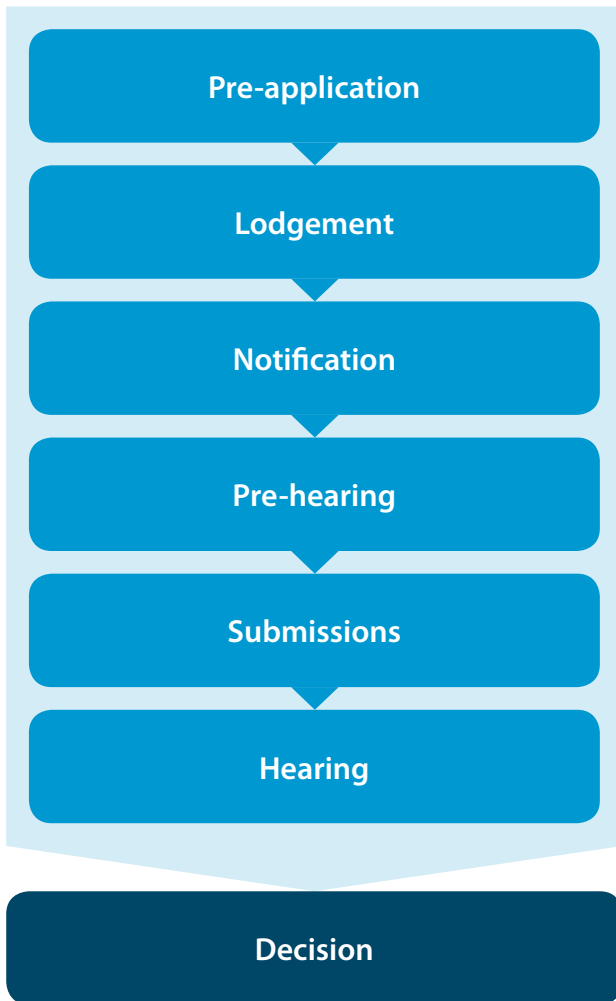 Pre-application
Lodgement
Notification
Pre-hearing
Submissions
Hearing
Decision